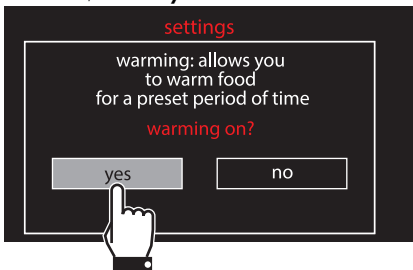 settings
warming: allows you
to warm food
for a preset period of time
warming on?
yes
no